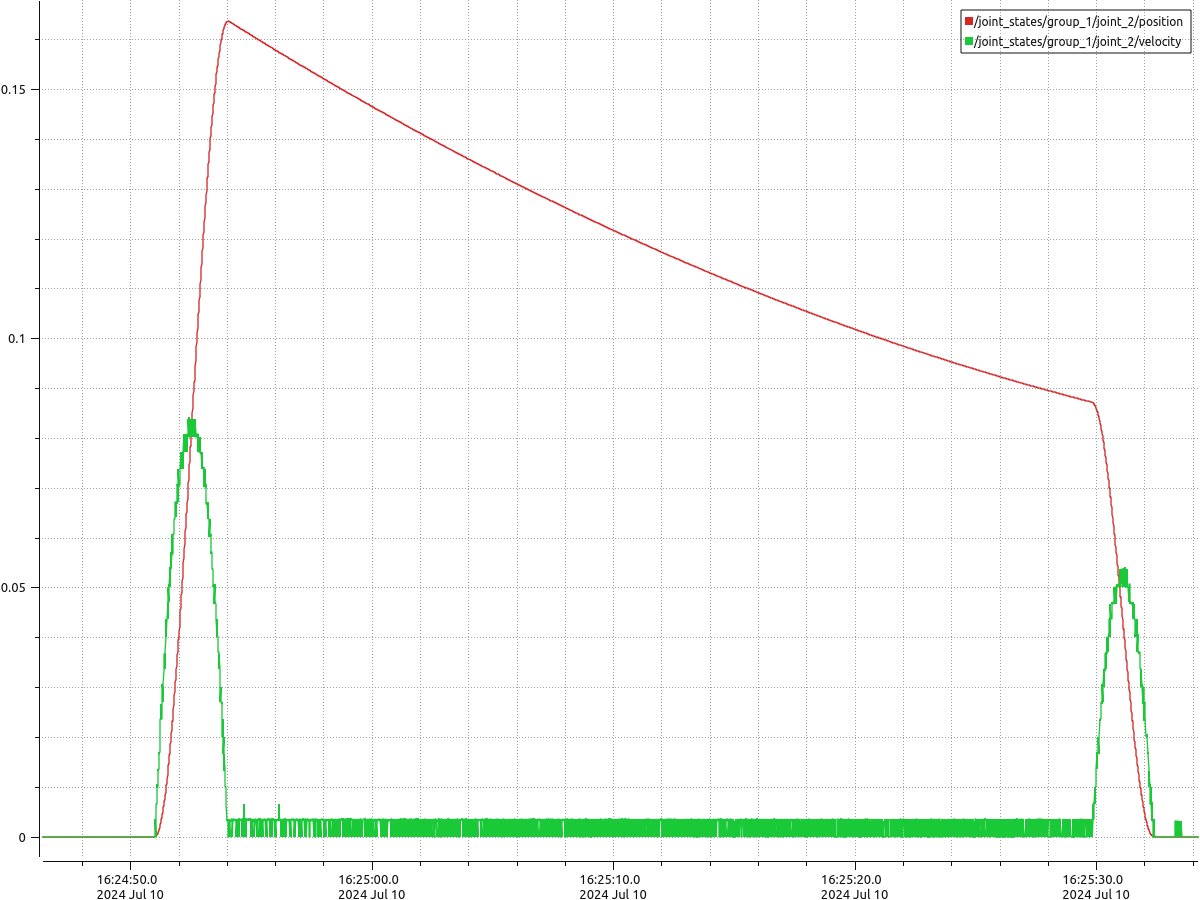 /joint_states/group_1/joint_2/position
/joint_states/group_1/joint_2/velocity
0.15
0.1
0.05
0
16:24:50.0
2024 Jul 10
16:25:00.0
2024 Jul 10
16:25:10.0
2024 Jul 10
16:25:20.0
2024 Jul 10
16:25:30.0
2024 Jul 10